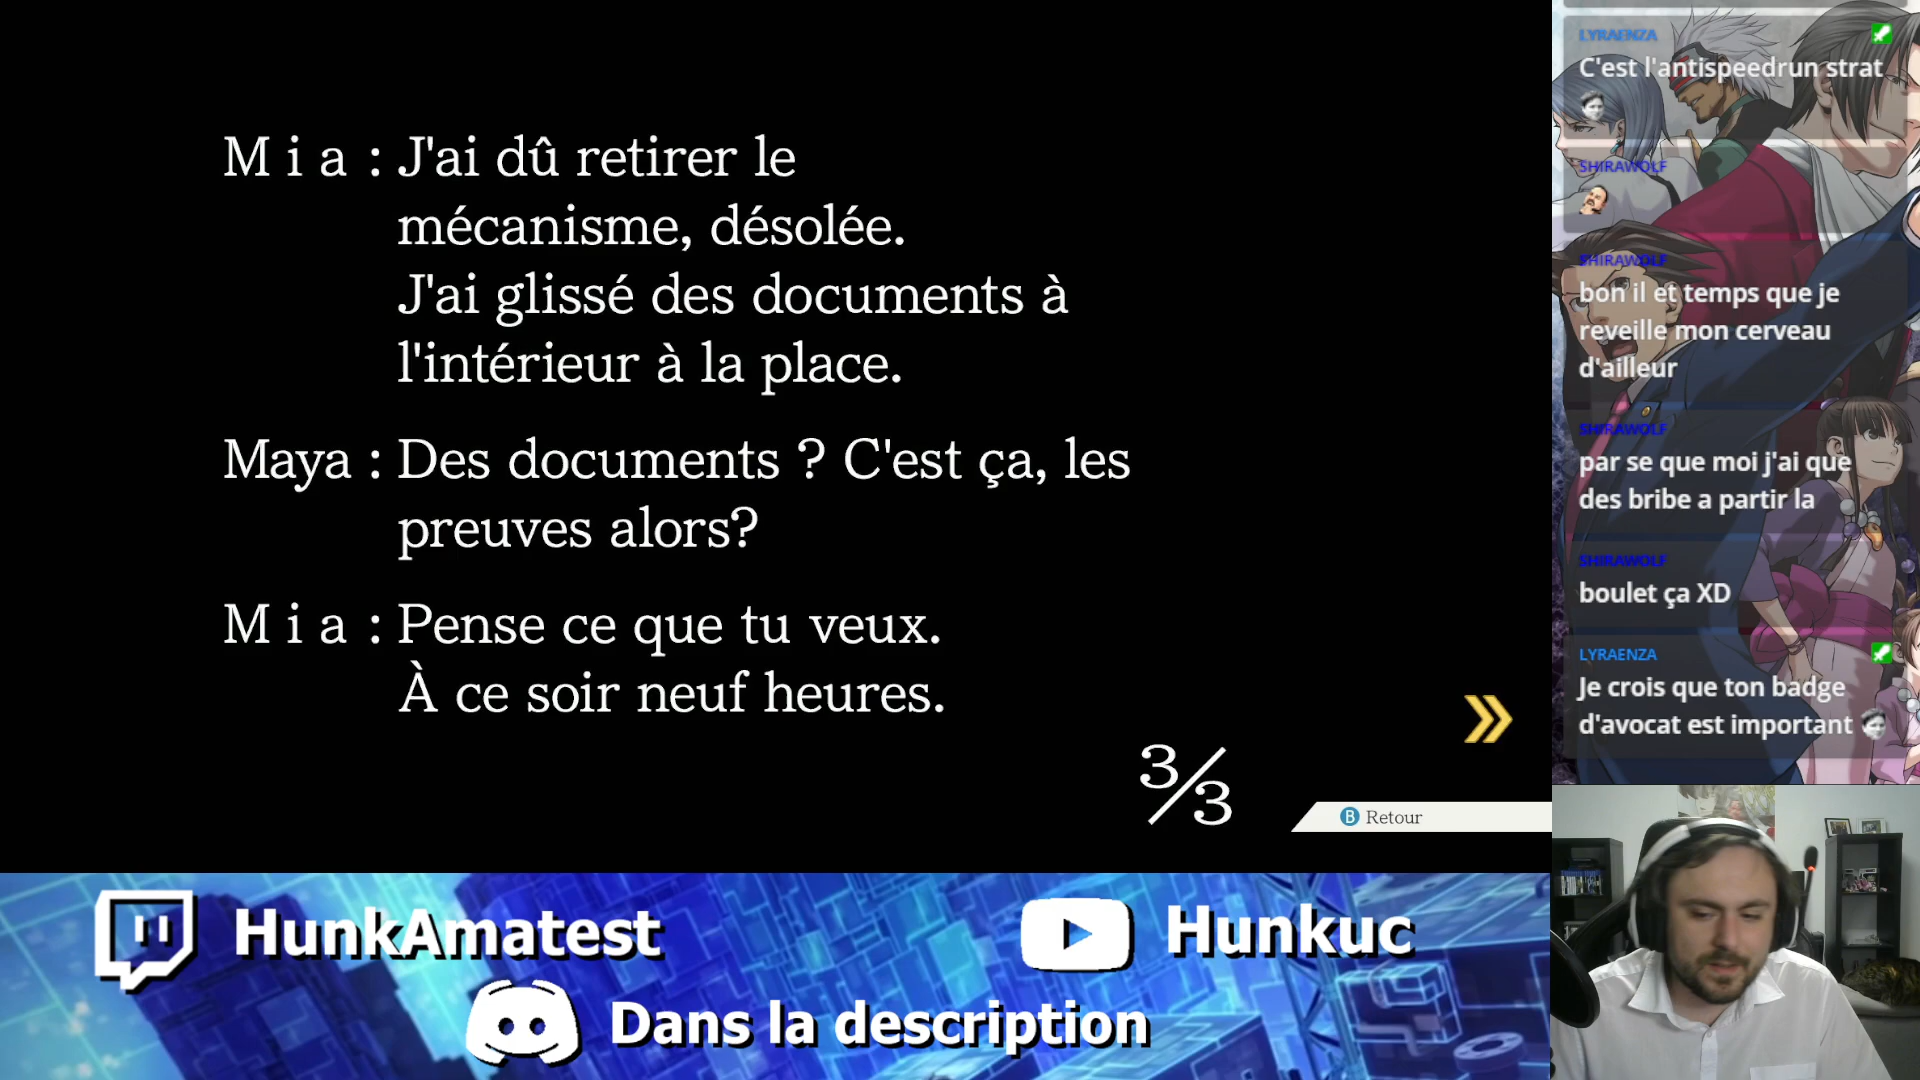 M i a : J'ai dû retirer le
mécanisme, désolée.
J'ai glissé des documents à
l'intérieur à la place.
Maya : Des documents ? C'est ça, les
preuves alors?
M i a : Pense ce que tu veux.
À ce soir neuf heures.
3/3
B Retour
LYRAENZA
C'est l'antispeedrun strat
SHIRAWOLF
SHIRAWOLF
bon il et temps que je
reveille mon cerveau
d'ailleur
SHIRAWOLF
par se que moi j'ai que
des bribe a partir la
SHIRAWOLF
boulet ça XD
LYRAENZA
Je crois que ton badge
d'avocat est important
HunkAmatest
Hunkuc
Dans la description